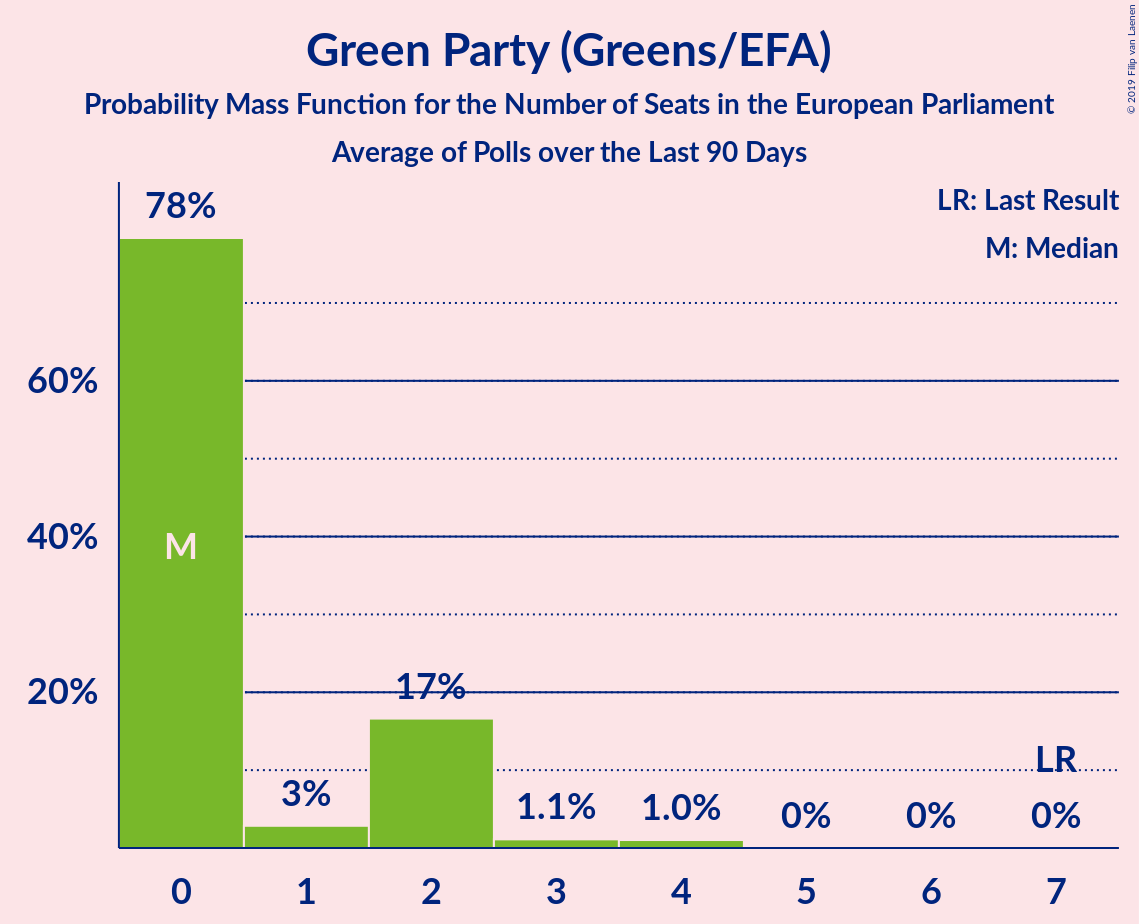 Green Party (Greens/EFA)
Probability Mass Function for the Number of Seats in the European Parliament
Average of Polls over the Last 90 Days
© 2019 Filip van Laenen
LR: Last Result
M: Median
78%
60%
40%
M
20%
17%
LR
3%
1.1%
1.0%
0%
0%
0%
0 1 2 3 4 5 6 7